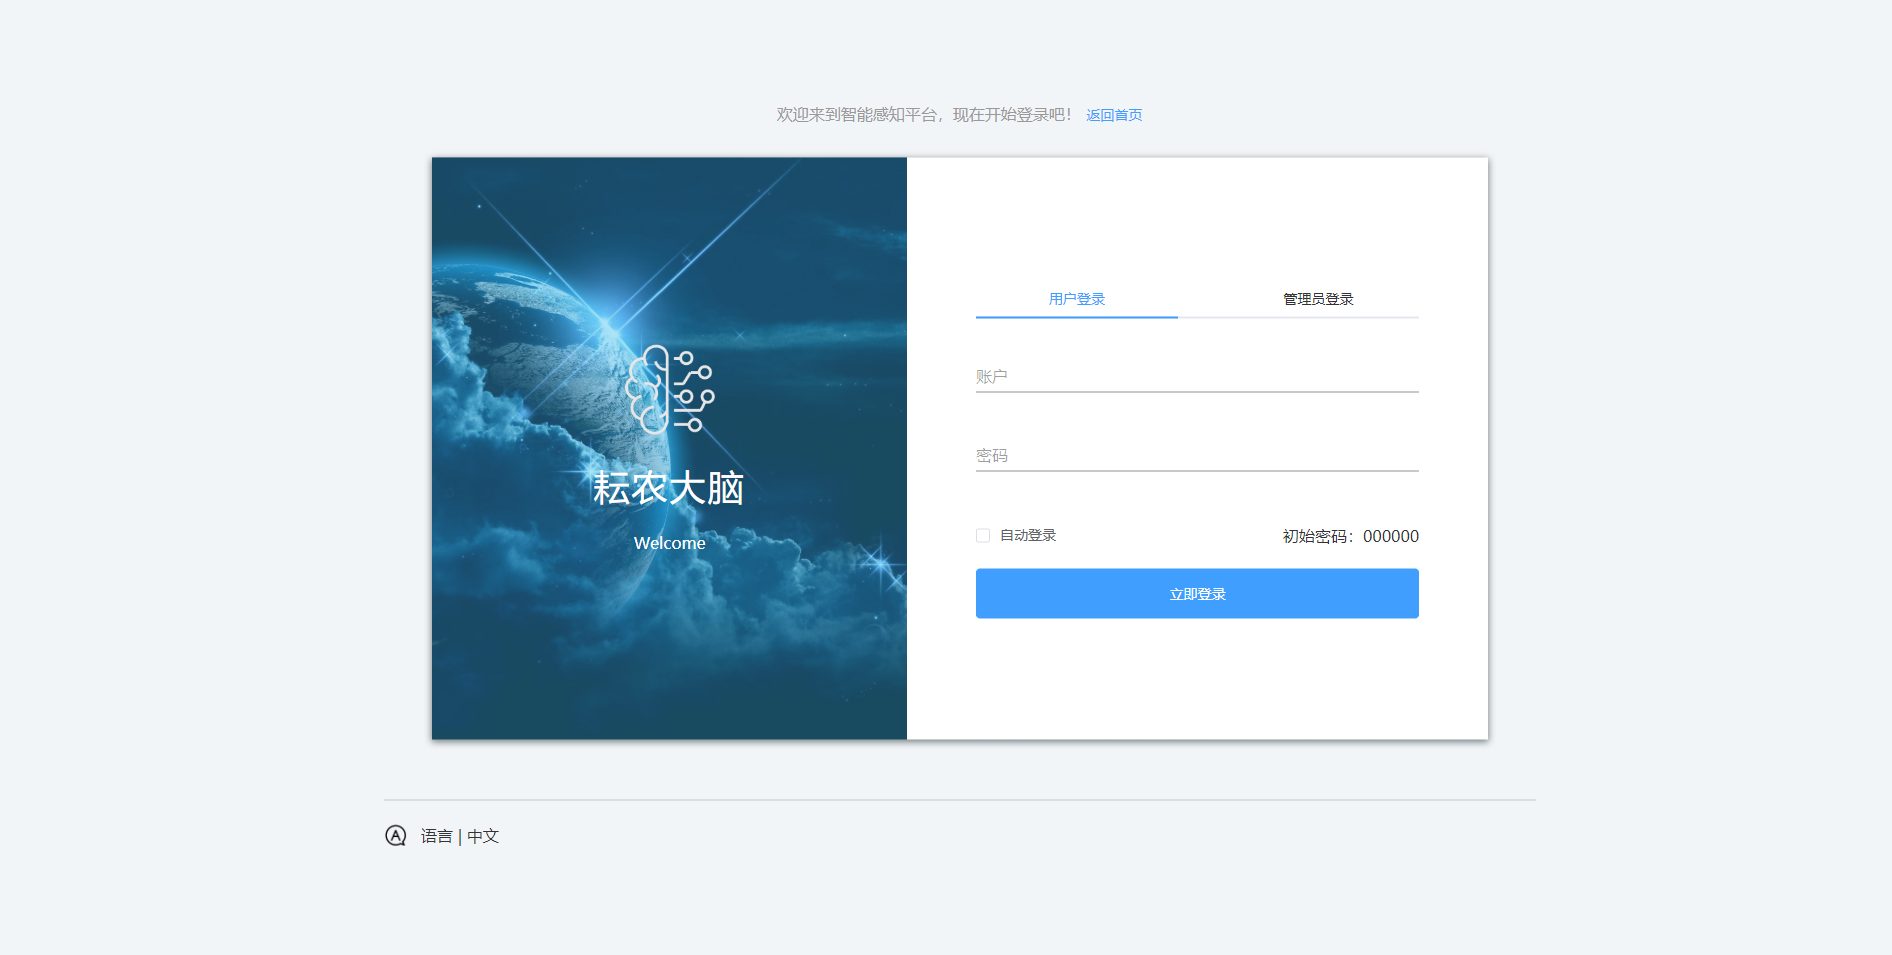 欢迎来到智能感知平台，现在开始登录吧！ 返回首页
耘农大脑
Welcome
用户登录 管理员登录
账户
密码
自动登录 初始密码：000000
立即登录
A 语言 | 中文